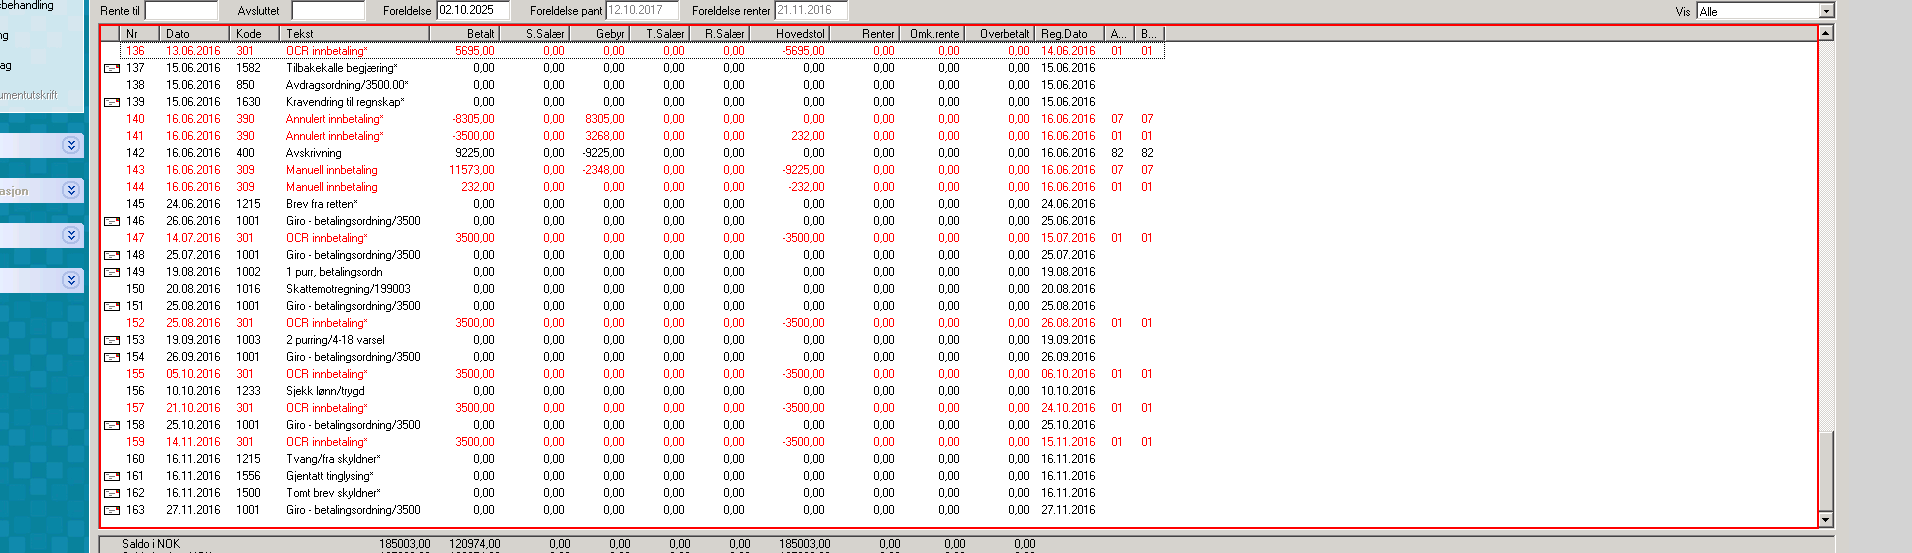 sbehandling
ng
ag
umentutskrift
asjon
Rente til Avsluttet Foreldelse 02.10.2025 Foreldelse pant 12.10.2017 Foreldelse renter 21.11.2016 Vis Alle
Nr Dato Kode Tekst Betalt S.Salær Gebyr T.Salær R.Salær Hovedstol Renter Omk.rente Overbetalt Reg.Dato A... B...
136 13.06.2016 301 OCR innbetaling* 5695,00 0,00 0,00 0,00 0,00 -5695,00 0,00 0,00 0,00 14.06.2016 01 01
137 15.06.2016 1582 Tilbakekalle begjæring* 0,00 0,00 0,00 0,00 0,00 0,00 0,00 0,00 0,00 15.06.2016
138 15.06.2016 850 Avdragsordning/3500.00* 0,00 0,00 0,00 0,00 0,00 0,00 0,00 0,00 0,00 15.06.2016
139 15.06.2016 1630 Kravendring til regnskap* 0,00 0,00 0,00 0,00 0,00 0,00 0,00 0,00 0,00 15.06.2016
140 16.06.2016 390 Annulert innbetaling* -8305,00 0,00 8305,00 0,00 0,00 0,00 0,00 0,00 0,00 16.06.2016 07 07
141 16.06.2016 390 Annulert innbetaling* -3500,00 0,00 3268,00 0,00 0,00 232,00 0,00 0,00 0,00 16.06.2016 01 01
142 16.06.2016 400 Avskrivning 9225,00 0,00 -9225,00 0,00 0,00 0,00 0,00 0,00 0,00 16.06.2016 82 82
143 16.06.2016 309 Manuell innbetaling 11573,00 0,00 -2348,00 0,00 0,00 -9225,00 0,00 0,00 0,00 16.06.2016 07 07
144 16.06.2016 309 Manuell innbetaling 232,00 0,00 0,00 0,00 0,00 -232,00 0,00 0,00 0,00 16.06.2016 01 01
145 24.06.2016 1215 Brev fra retten* 0,00 0,00 0,00 0,00 0,00 0,00 0,00 0,00 0,00 24.06.2016
146 26.06.2016 1001 Giro - betalingsordning/3500 0,00 0,00 0,00 0,00 0,00 0,00 0,00 0,00 0,00 25.06.2016
147 14.07.2016 301 OCR innbetaling* 3500,00 0,00 0,00 0,00 0,00 -3500,00 0,00 0,00 0,00 15.07.2016 01 01
148 25.07.2016 1001 Giro - betalingsordning/3500 0,00 0,00 0,00 0,00 0,00 0,00 0,00 0,00 0,00 25.07.2016
149 19.08.2016 1002 1 purr, betalingsordn 0,00 0,00 0,00 0,00 0,00 0,00 0,00 0,00 0,00 19.08.2016
150 20.08.2016 1016 Skattemotregning/199003 0,00 0,00 0,00 0,00 0,00 0,00 0,00 0,00 0,00 20.08.2016
151 25.08.2016 1001 Giro - betalingsordning/3500 0,00 0,00 0,00 0,00 0,00 0,00 0,00 0,00 0,00 25.08.2016
152 25.08.2016 301 OCR innbetaling* 3500,00 0,00 0,00 0,00 0,00 -3500,00 0,00 0,00 0,00 26.08.2016 01 01
153 19.09.2016 1003 2 purring/4-18 varsel 0,00 0,00 0,00 0,00 0,00 0,00 0,00 0,00 0,00 19.09.2016
154 26.09.2016 1001 Giro - betalingsordning/3500 0,00 0,00 0,00 0,00 0,00 0,00 0,00 0,00 0,00 26.09.2016
155 05.10.2016 301 OCR innbetaling* 3500,00 0,00 0,00 0,00 0,00 -3500,00 0,00 0,00 0,00 06.10.2016 01 01
156 10.10.2016 1233 Sjekk lønn/trygd 0,00 0,00 0,00 0,00 0,00 0,00 0,00 0,00 0,00 10.10.2016
157 21.10.2016 301 OCR innbetaling* 3500,00 0,00 0,00 0,00 0,00 -3500,00 0,00 0,00 0,00 24.10.2016 01 01
158 25.10.2016 1001 Giro - betalingsordning/3500 0,00 0,00 0,00 0,00 0,00 0,00 0,00 0,00 0,00 25.10.2016
159 14.11.2016 301 OCR innbetaling* 3500,00 0,00 0,00 0,00 0,00 -3500,00 0,00 0,00 0,00 15.11.2016 01 01
160 16.11.2016 1215 Tvang/fra skyldner* 0,00 0,00 0,00 0,00 0,00 0,00 0,00 0,00 0,00 16.11.2016
161 16.11.2016 1556 Gjentatt tinglysing* 0,00 0,00 0,00 0,00 0,00 0,00 0,00 0,00 0,00 16.11.2016
162 16.11.2016 1500 Tomt brev skyldner* 0,00 0,00 0,00 0,00 0,00 0,00 0,00 0,00 0,00 16.11.2016
163 27.11.2016 1001 Giro - betalingsordning/3500 0,00 0,00 0,00 0,00 0,00 0,00 0,00 0,00 0,00 27.11.2016
Saldo i NOK 185003,00 120974,00 0,00 0,00 0,00 0,00 185003,00 0,00 0,00 0,00